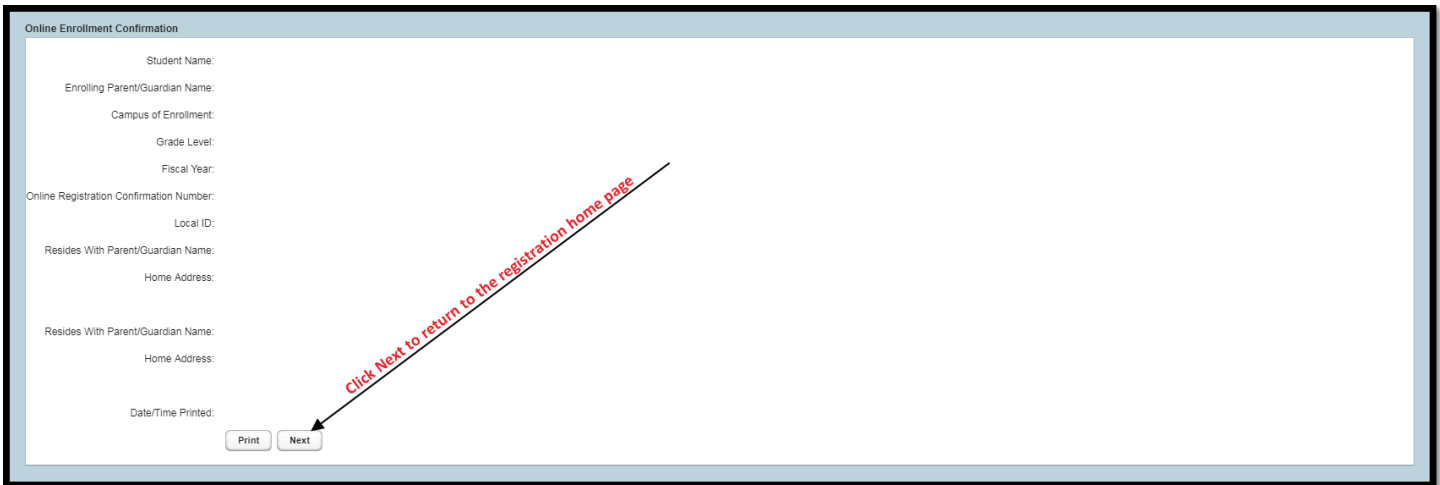 Online Enrollment Confirmation
Student Name:
Enrolling Parent/Guardian Name:
Campus of Enrollment:
Grade Level:
Fiscal Year:
Online Registration Confirmation Number:
Local ID:
Resides With Parent/Guardian Name:
Home Address:
Resides With Parent/Guardian Name:
Home Address:
Click Next to return to the registration home page
Date/Time Printed:
Print Next